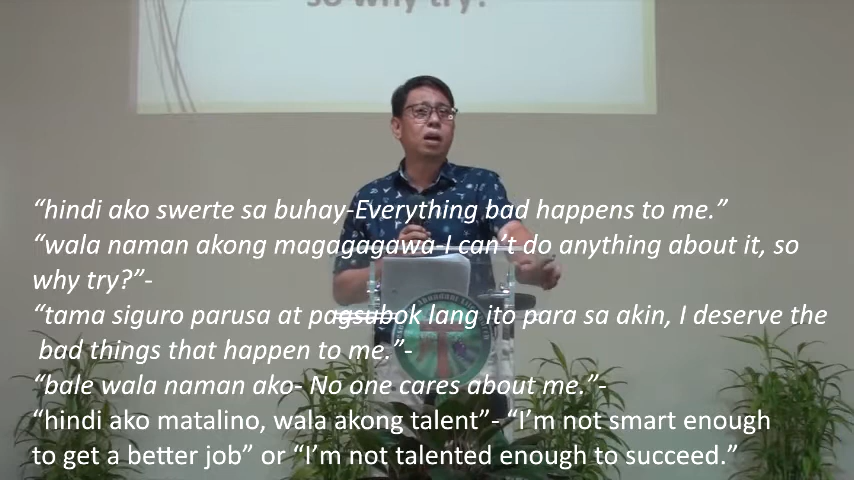 so why try?
“hindi ako swerte sa buhay-Everything bad happens to me.”
“wala naman akong magagagawa-I can’t do anything about it, so
why try?”-
“tama siguro parusa at pagsubok lang ito para sa akin, I deserve the
bad things that happen to me.”-
“bale wala naman ako- No one cares about me.”-
“hindi ako matalino, wala akong talent”- “I’m not smart enough
to get a better job” or “I’m not talented enough to succeed.”
Abundant Life